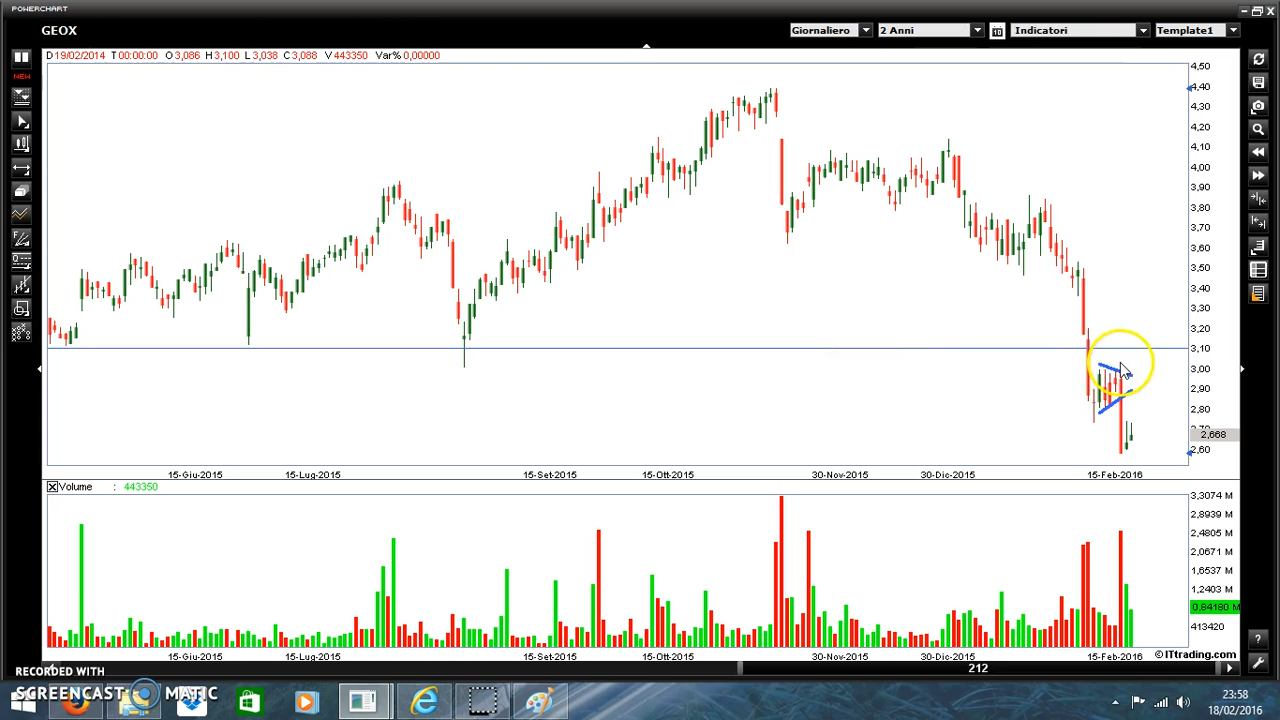 POWERCHART
GEOX
Giornaliero
2 Anni
Indicatori
Template1
D 19/02/2014 T 00:00:00 O 3,086 H 3,100 L 3,038 C 3,088 V 443350 Var% 0,00000
NEW
4,50
4,40
4,30
4,20
4,10
4,00
3,90
3,80
3,70
3,60
3,50
3,40
3,30
3,20
3,10
3,00
2,90
2,80
2,70
2,668
2,60
15-Giu-2015 15-Lug-2015 15-Set-2015 15-Ott-2015 30-Nov-2015 30-Dic-2015 15-Feb-2016
Volume : 443350
3,3074 M
2,8939 M
2,4805 M
2,0671 M
1,6537 M
1,2403 M
0,84180 M
413420
15-Giu-2015 15-Lug-2015 15-Set-2015 15-Ott-2015 30-Nov-2015 30-Dic-2015 15-Feb-2016
© ITtrading.com
212
RECORDED WITH
SCREENCAST MATIC
23:58
18/02/2016